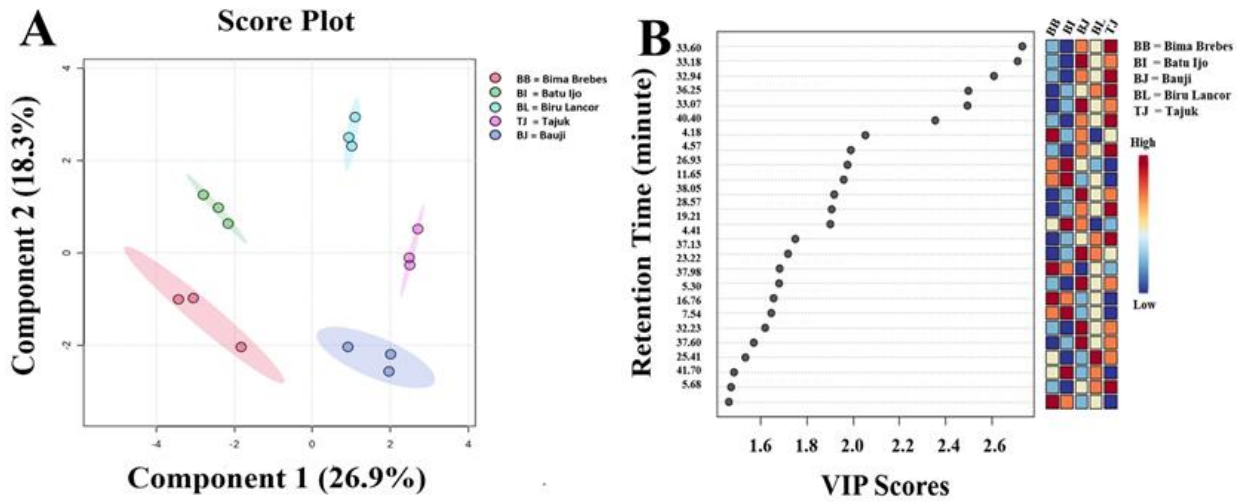 A
Score Plot
Component 2 (18.3%)
4
2
0
-2
-4
-2
0
2
4
Component 1 (26.9%)
BB = Bima Brebes
BI = Batu Ijo
BL = Biru Lancor
TJ = Tajuk
BJ = Bauji
B
Retention Time (minute)
33.60
33.18
32.94
36.25
33.07
40.40
4.18
4.57
26.93
11.65
38.05
28.57
19.21
4.41
37.13
23.22
37.98
5.30
16.76
7.54
32.23
37.60
25.41
41.70
5.68
1.6
1.8
2.0
2.2
2.4
2.6
VIP Scores
BB
BI
BJ
BL
TJ
BB = Bima Brebes
BI = Batu Ijo
BJ = Bauji
BL = Biru Lancor
TJ = Tajuk
High
Low